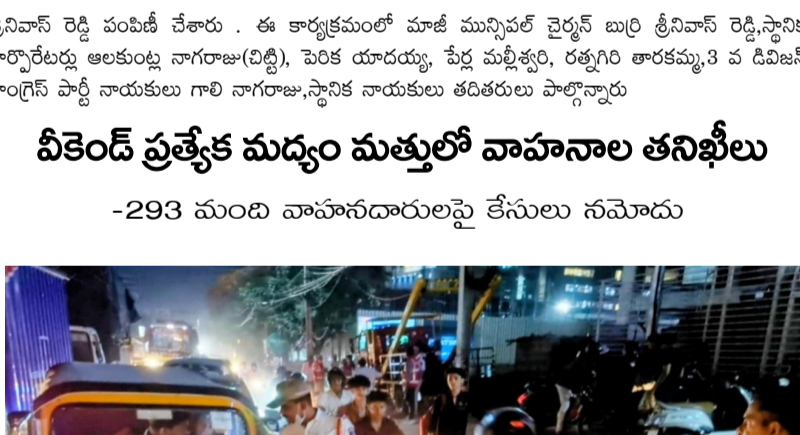 శ్రీనివాస్ రెడ్డి పంపిణీ చేశారు . ఈ కార్యక్రమంలో మాజీ మున్సిపల్ చైర్మన్ బుర్రి శ్రీనివాస్ రెడ్డి,స్థానిక
కార్పొరేటర్లు ఆలకుంట్ల నాగరాజు(చిట్టి), పెరిక యాదయ్య, పేర్ల మల్లీశ్వరి, రత్నగిరి తారకమ్మ,3 వ డివిజన్
కాంగ్రెస్ పార్టీ నాయకులు గాలి నాగరాజు,స్థానిక నాయకులు తదితరులు పాల్గొన్నారు
వీకెండ్ ప్రత్యేక మద్యం మత్తులో వాహనాల తనిఖీలు
-293 మంది వాహనదారులపై కేసులు నమోదు